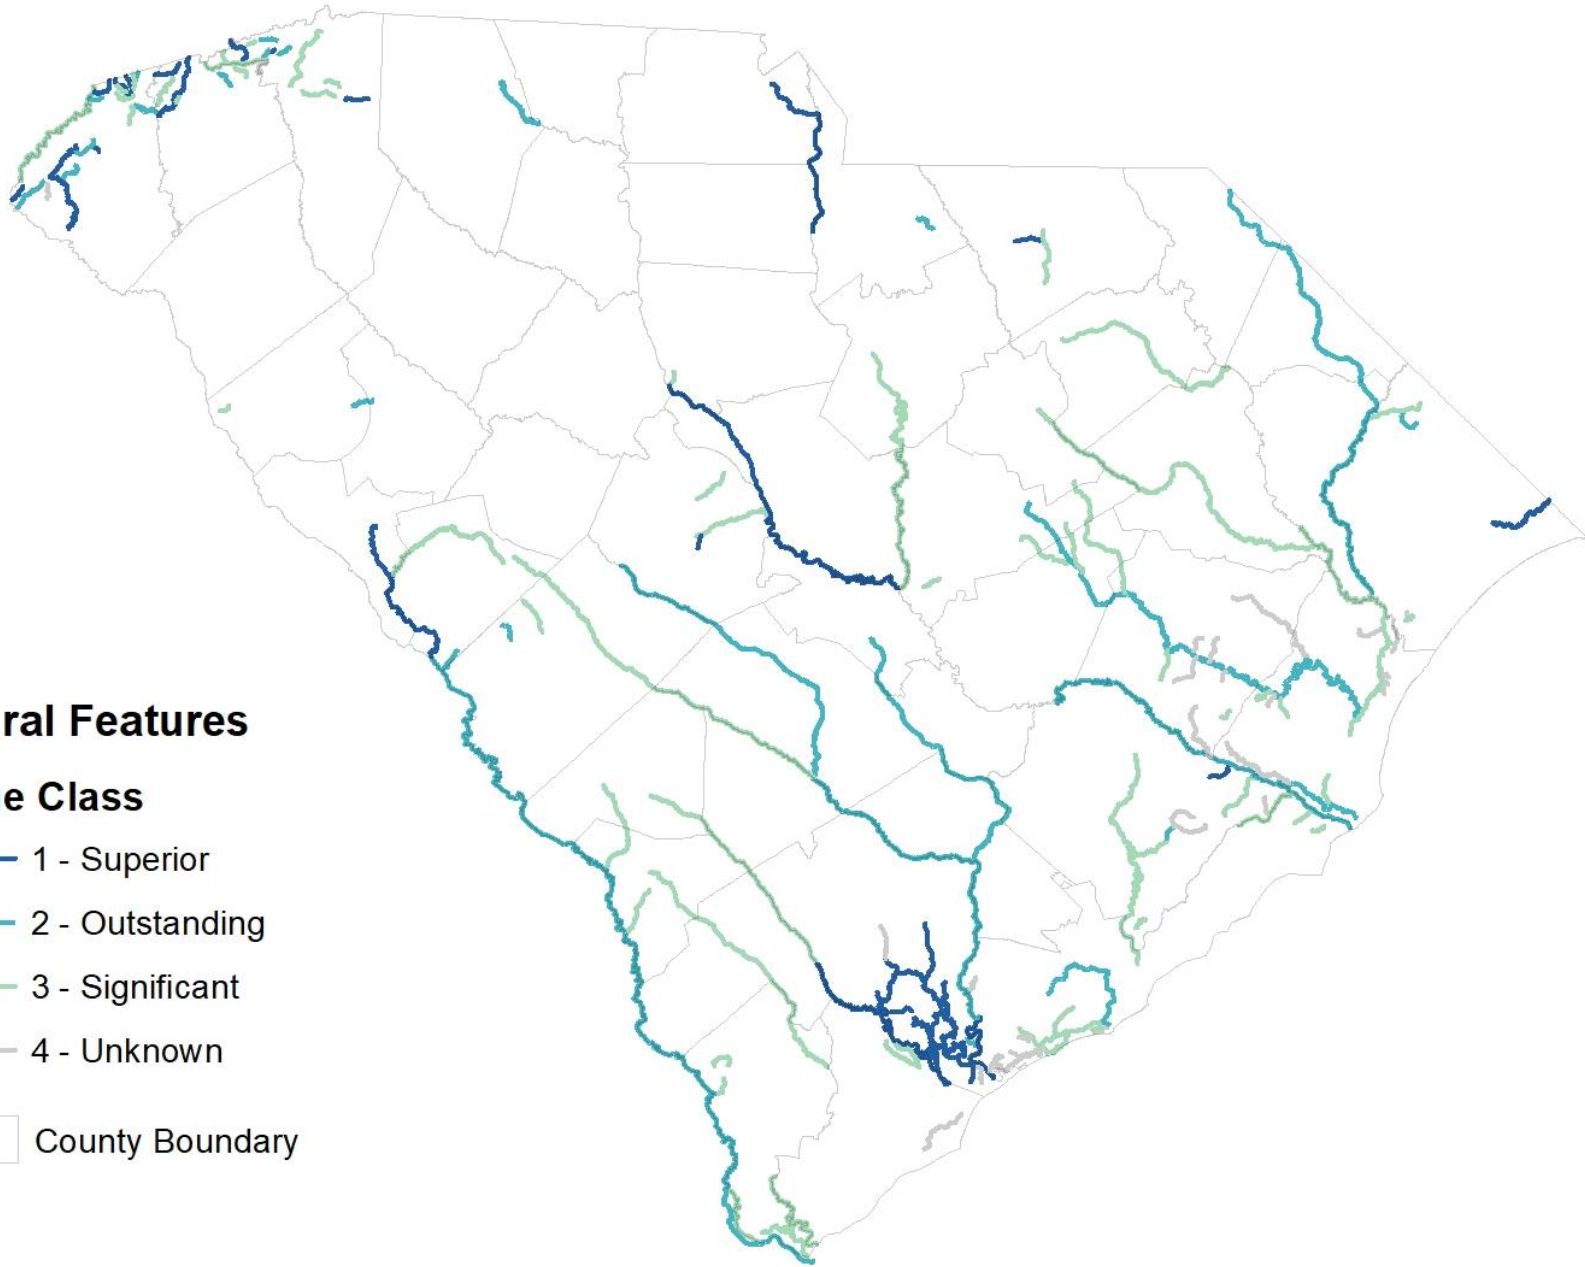 ral Features
e Class
1 - Superior
2 - Outstanding
3 - Significant
4 - Unknown
County Boundary